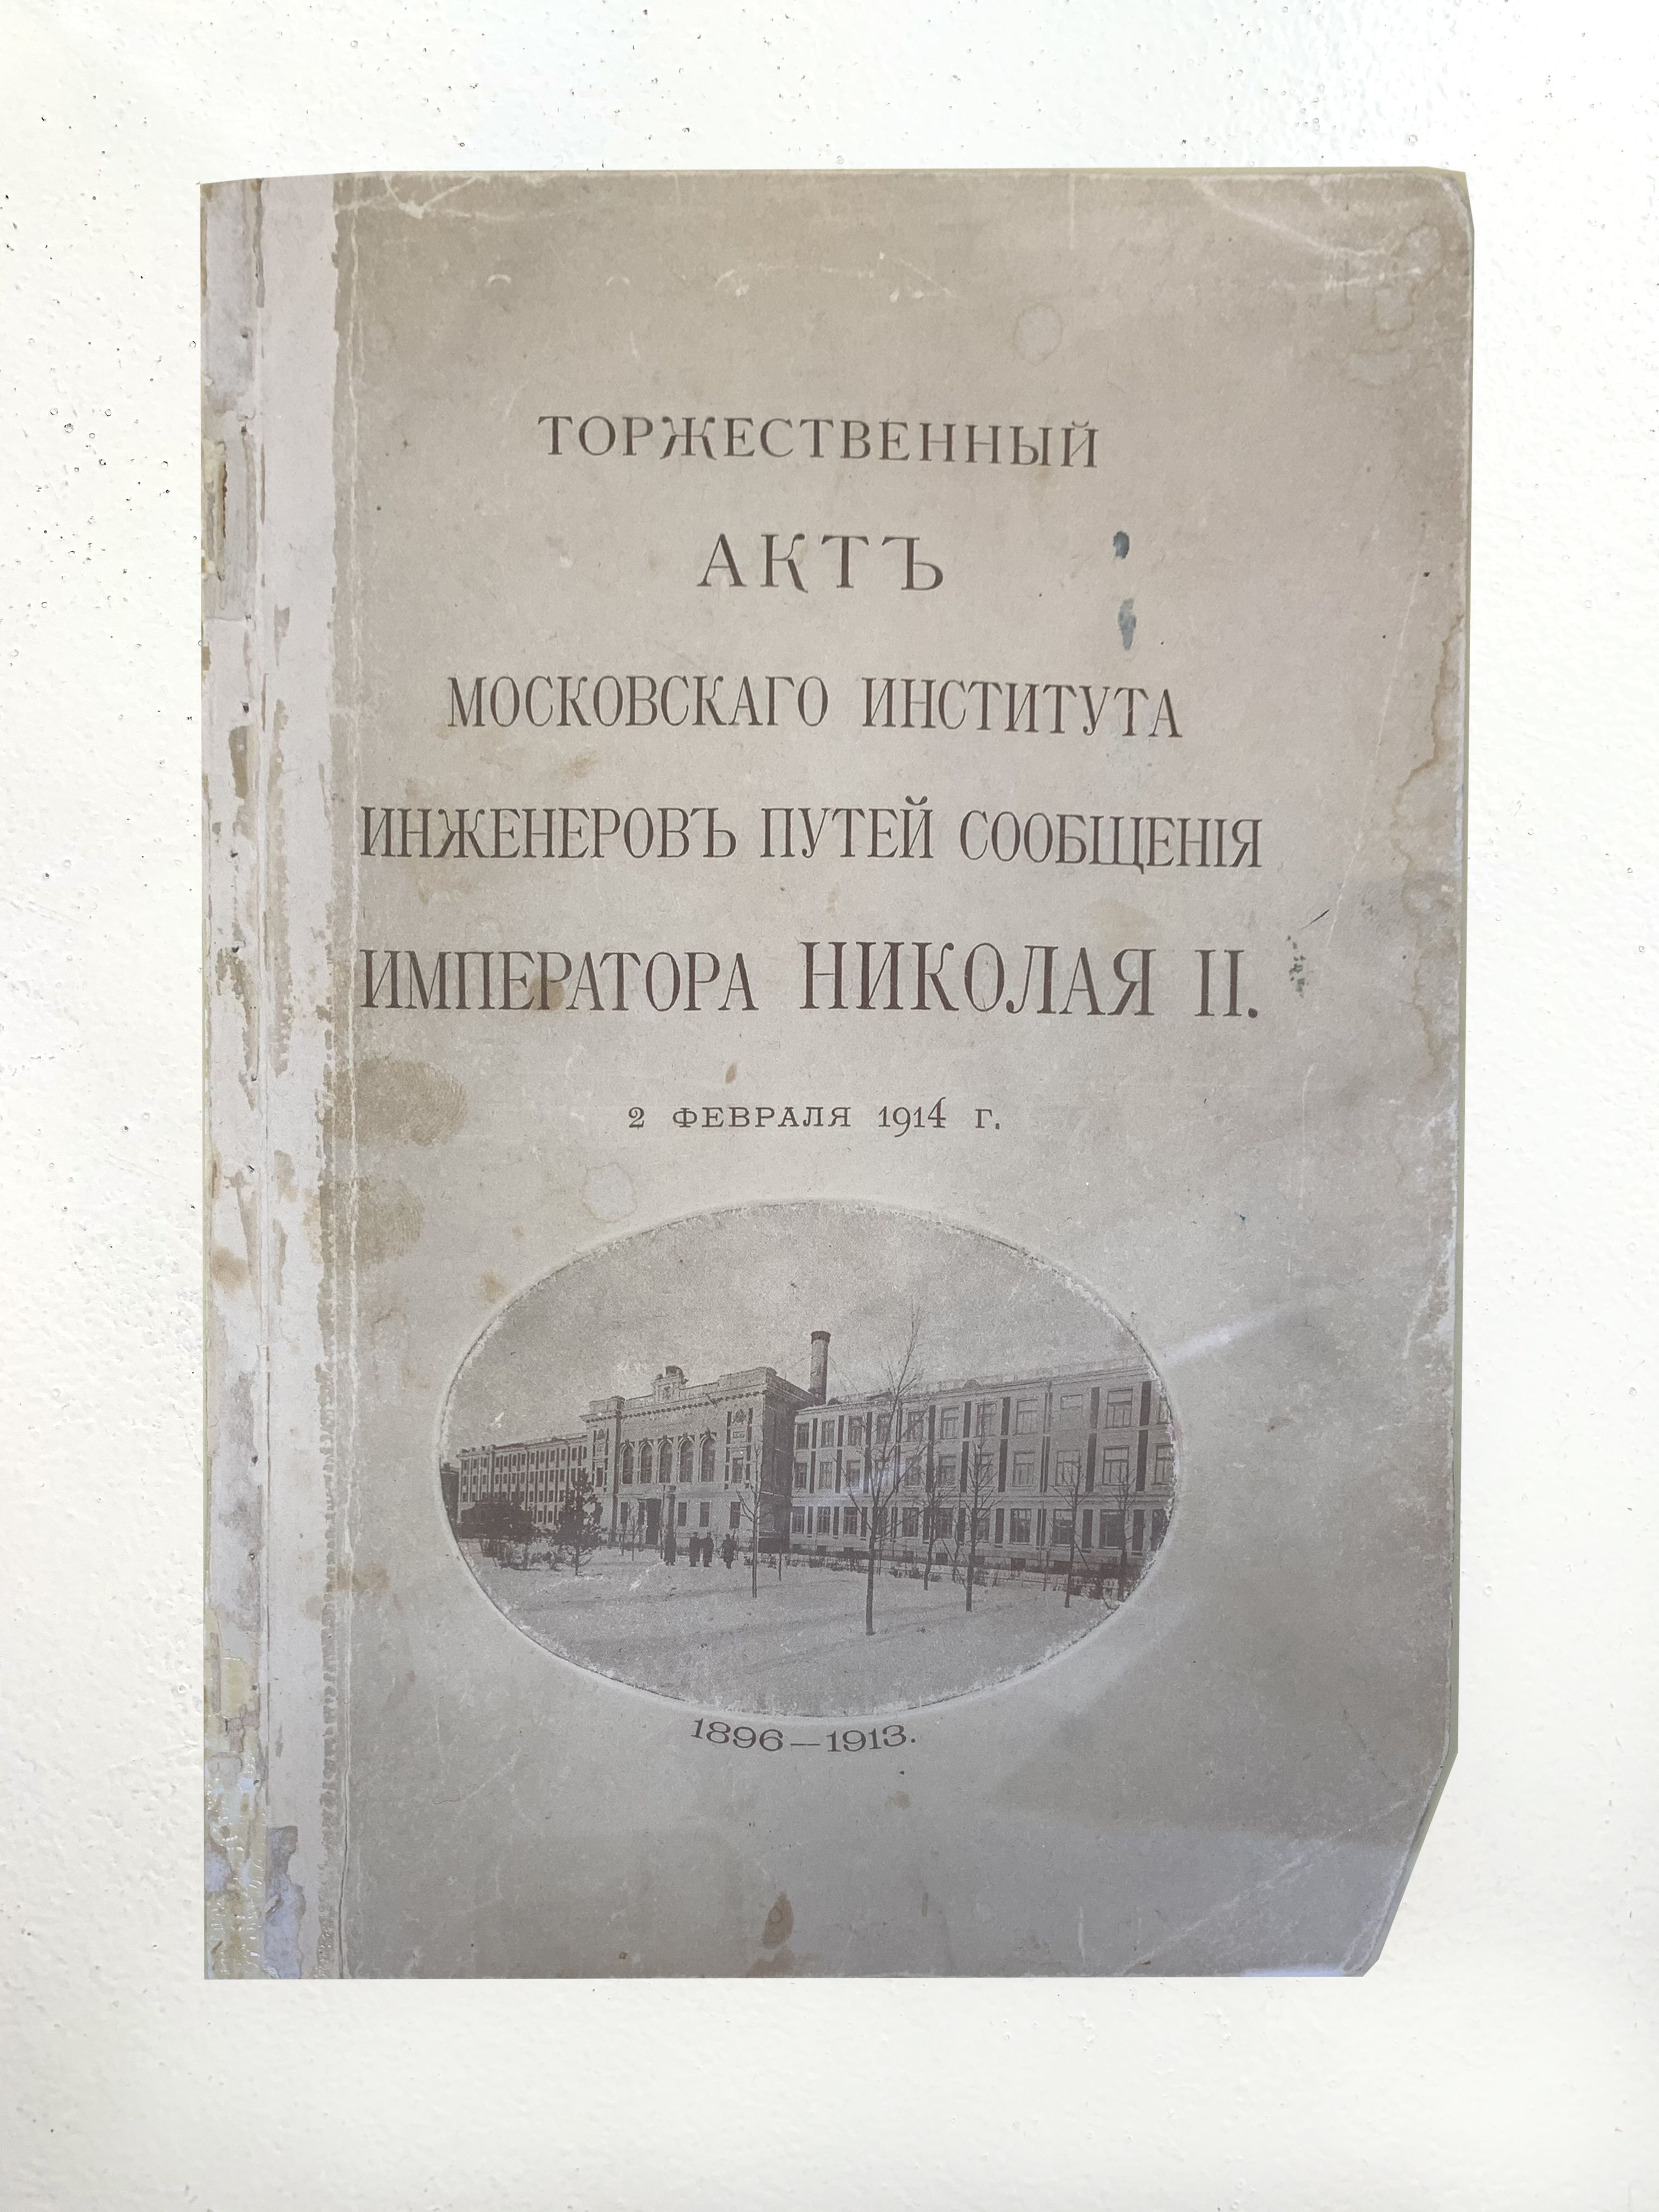 ТОРЖЕСТВЕННЫЙ
АКТЪ
МОСКОВСКАГО ИНСТИТУТА
ИНЖЕНЕРОВЪ ПУТЕЙ СООБЩЕНІЯ
ИМПЕРАТОРА НИКОЛАЯ II.
2 ФЕВРАЛЯ 1914 Г.
1896—1913.